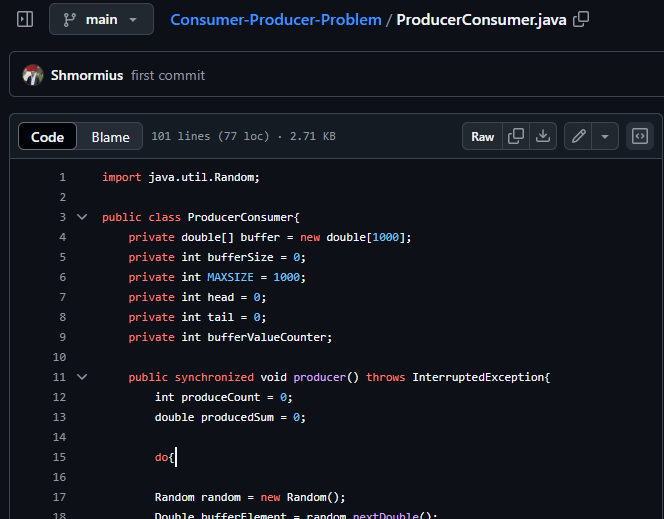 main
Consumer-Producer-Problem / ProducerConsumer.java
Shmormius first commit
Code Blame 101 lines (77 loc) · 2.71 KB Raw
1 import java.util.Random;
2
3 public class ProducerConsumer{
4 private double[] buffer = new double[1000];
5 private int bufferSize = 0;
6 private int MAXSIZE = 1000;
7 private int head = 0;
8 private int tail = 0;
9 private int bufferValueCounter;
10
11 public synchronized void producer() throws InterruptedException{
12 int produceCount = 0;
13 double producedSum = 0;
14
15 do{
16
17 Random random = new Random();
18 Double bufferElement = random.nextDouble();